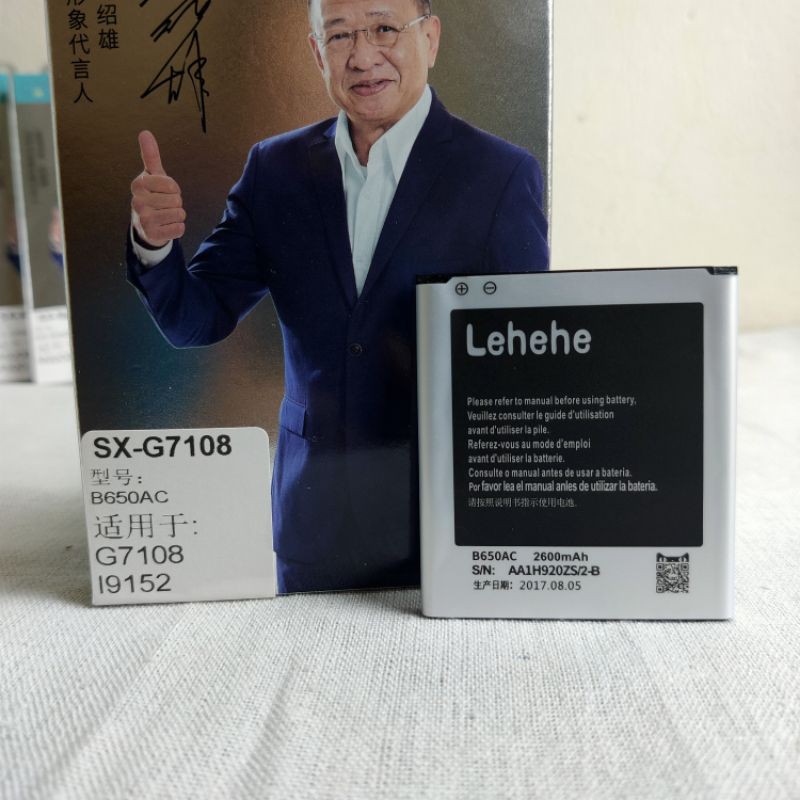 绍雄
形象代言人
SX-G7108
型号:
B650AC
适用于:
G7108
I9152
Lehehe
Please refer to manual before using battery,
Veuillez consulter le guide d'utilisation
avant d'utiliser la pile.
Referez-vous au mode d'emploi
avant d'utiliser la batterie.
Consulte o manual antes de usar a bateria.
Por favor lea el manual anles de utilizar la bateria.
请按照说明书指示使用电池.
B650AC 2600mAh
S/N: AA1H920ZS/2-B
生产日期: 2017.08.05